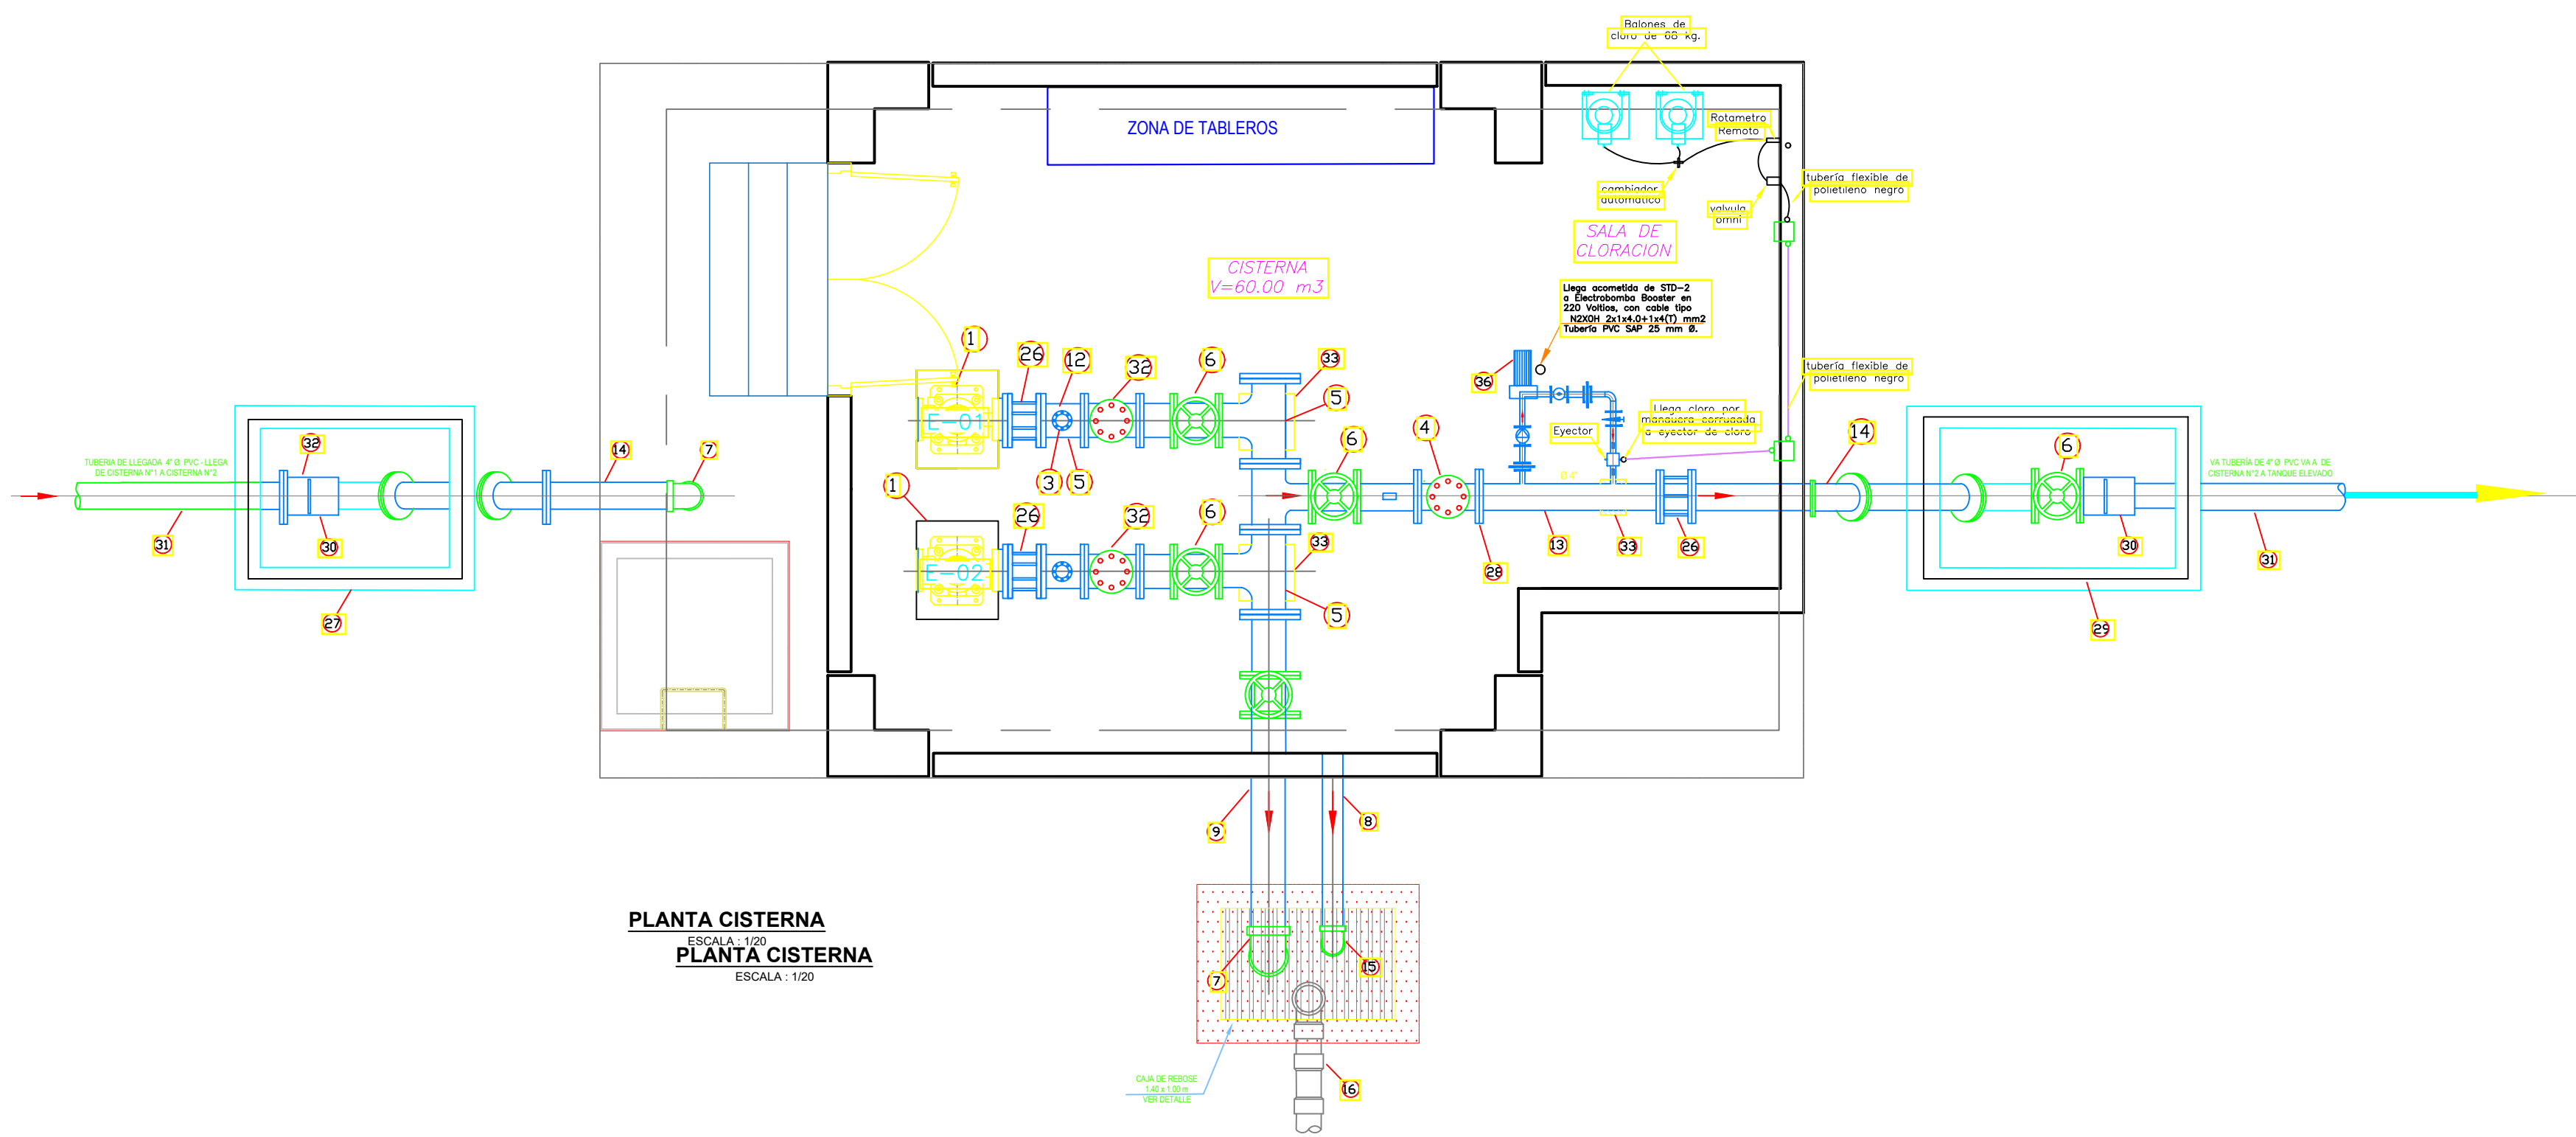 Balones de
cloro de 68 kg.
ZONA DE TABLEROS
Rotametro
Remoto
cambiador
automatico
valvula
omni
tubería flexible de
polietileno negro
SALA DE
CLORACION
CISTERNA
V=60.00 m3
Llega acometida de STD-2
a Electrobomba Booster en
220 Voltios, con cable tipo
N2XOH 2x1x4.0+1x4(T) mm2
Tubería PVC SAP 25 mm Ø.
1
26
12
32
6
33
5
36
tubería flexible de
polietileno negro
Llega cloro por
manguera corrugada
a eyector de cloro
Eyector
E-01
6
4
14
6
32
14
7
TUBERIA DE LLEGADA 4" Ø PVC - LLEGA
DE CISTERNA N°1 A CISTERNA N°2
VA TUBERÍA DE 4" Ø PVC VA A. DE
CISTERNA N°2 A TANQUE ELEVADO
3
5
Ø4"
1
26
32
6
33
31
30
28
13
33
26
30
31
E-02
27
5
29
9
8
PLANTA CISTERNA
ESCALA : 1/20
PLANTA CISTERNA
ESCALA : 1/20
7
15
CAJA DE REBOSE
1.40 x 1.00 m
VER DETALLE
16